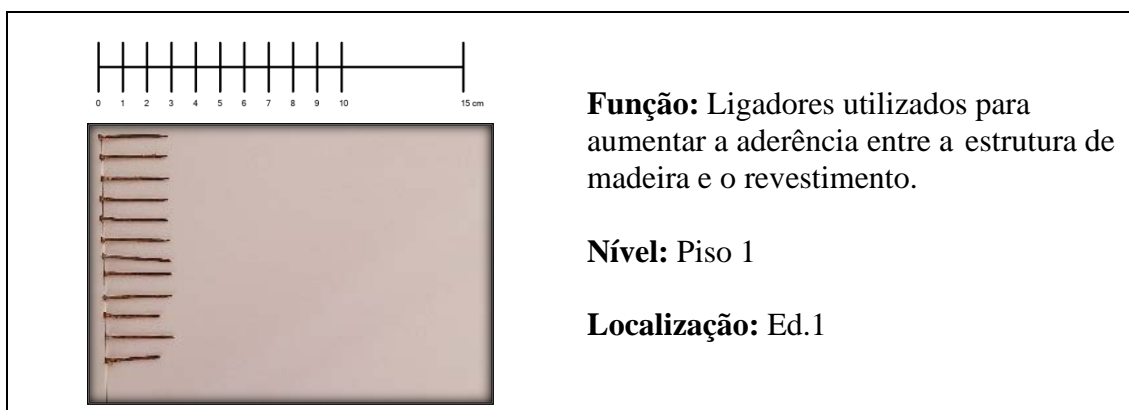 0 1 2 3 4 5 6 7 8 9 10 15 cm
Função: Ligadores utilizados para
aumentar a aderência entre a estrutura de
madeira e o revestimento.
Nível: Piso 1
Localização: Ed.1